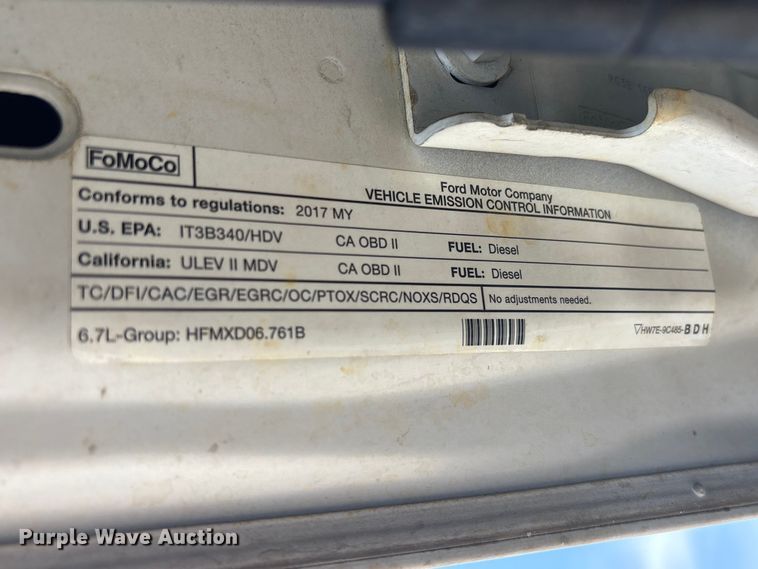 FoMoCo
Ford Motor Company
VEHICLE EMISSION CONTROL INFORMATION
Conforms to regulations: 2017 MY
U.S. EPA: IT3B340/HDV CA OBD II FUEL: Diesel
California: ULEV II MDV CA OBD II FUEL: Diesel
TC/DFI/CAC/EGR/EGRC/OC/PTOX/SCRC/NOXS/RDQS No adjustments needed.
6.7L-Group: HFMXD06.761B
HW7E-9C485-BDH
Purple Wave Auction